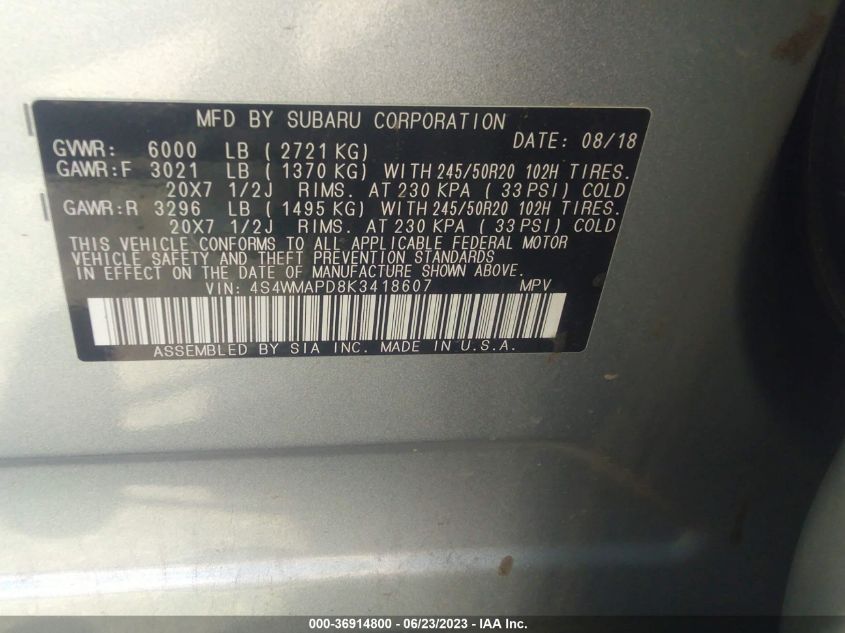 MFD BY SUBARU CORPORATION
DATE: 08/18
GVWR: 6000 LB ( 2721 KG)
GAWR:F 3021 LB ( 1370 KG) WITH 245/50R20 102H TIRES.
20X7 1/2J RIMS. AT 230 KPA ( 33 PSI) COLD
GAWR:R 3296 LB ( 1495 KG) WITH 245/50R20 102H TIRES.
20X7 1/2J RIMS. AT 230 KPA ( 33 PSI) COLD
THIS VEHICLE CONFORMS TO ALL APPLICABLE FEDERAL MOTOR
VEHICLE SAFETY AND THEFT PREVENTION STANDARDS
IN EFFECT ON THE DATE OF MANUFACTURE SHOWN ABOVE.
VIN: 4S4WMAPD8K3418607 MPV
ASSEMBLED BY SIA INC. MADE IN U.S.A.
000-36914800 - 06/23/2023 - IAA Inc.